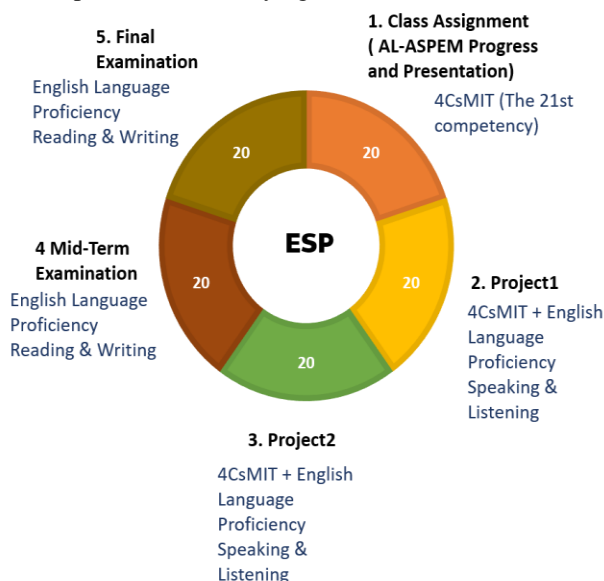 1. Class Assignment
( AL-ASPEM Progress
and Presentation)
4CsMIT (The 21st
competency)
20
2. Project1
4CsMIT + English
Language
Proficiency
Speaking &
Listening
20
3. Project2
4CsMIT + English
Language
Proficiency
Speaking &
Listening
20
4 Mid-Term
Examination
English Language
Proficiency
Reading & Writing
20
5. Final
Examination
English Language
Proficiency
Reading & Writing
20
ESP